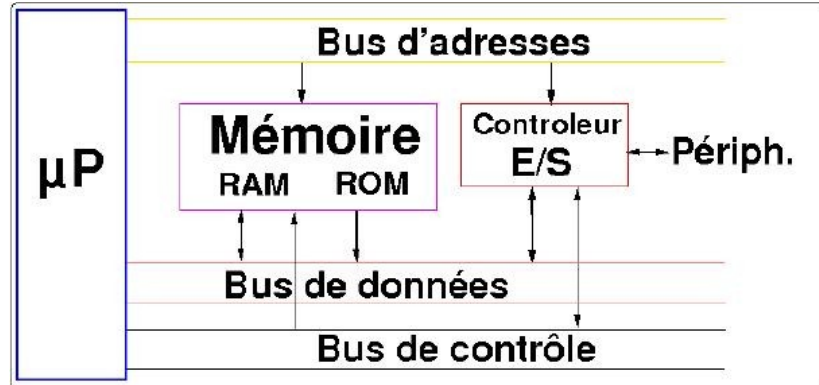 µP
Bus d'adresses
Mémoire
RAM ROM
Controleur
E/S
Périph.
Bus de données
Bus de contrôle